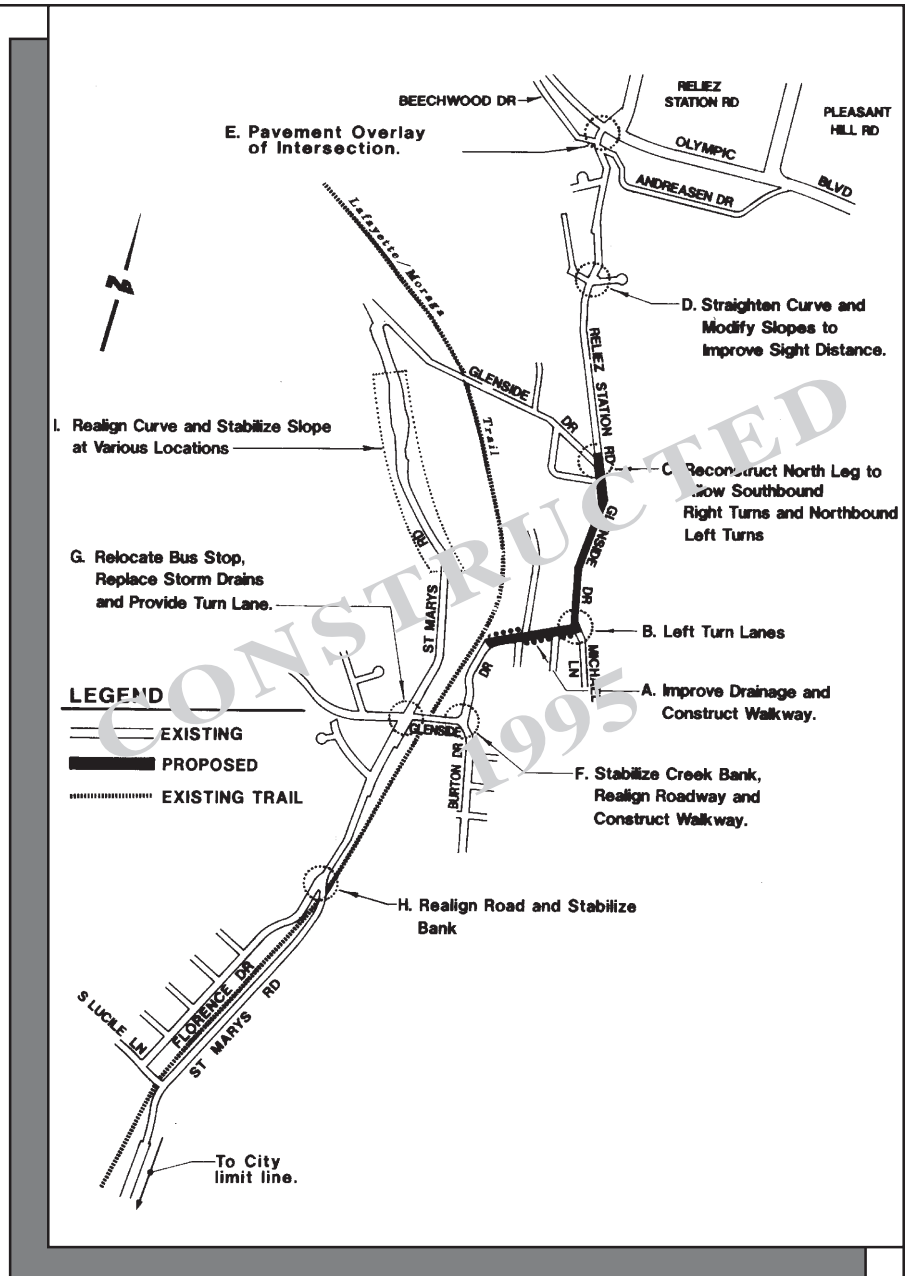 BEECHWOOD DR
RELIEZ
STATION RD
PLEASANT
HILL RD
E. Pavement Overlay
of Intersection.
OLYMPIC
BLVD
ANDREASEN DR
Lafayette/Moraga
Trail
N
D. Straighten Curve and
Modify Slopes to
Improve Sight Distance.
RELIEZ STATION RD
GLENSIDE
DR
I. Realign Curve and Stabilize Slope
at Various Locations
C. Reconstruct North Leg to
Allow Southbound
Right Turns and Northbound
Left Turns
GLENSIDE DR
RD
ST MARYS
G. Relocate Bus Stop,
Replace Storm Drains
and Provide Turn Lane.
B. Left Turn Lanes
MICHAEL
LN
DR
A. Improve Drainage and
Construct Walkway.
LEGEND
EXISTING
PROPOSED
EXISTING TRAIL
GLENSIDE
BURTON DR
F. Stabilize Creek Bank,
Realign Roadway and
Construct Walkway.
H. Realign Road and Stabilize
Bank
S LUCILE LN
FLORENCE DR
ST MARYS RD
To City
limit line.
CONSTRUCTED
1995